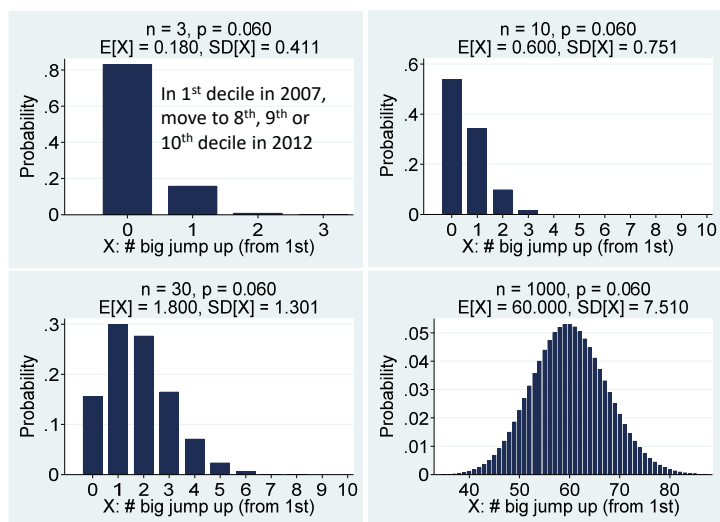 n = 3, p = 0.060
E[X] = 0.180, SD[X] = 0.411
Probability
.8
.6
.4
.2
0
In 1st decile in 2007,
move to 8th, 9th or
10th decile in 2012
0 1 2 3
X: # big jump up (from 1st)
n = 10, p = 0.060
E[X] = 0.600, SD[X] = 0.751
Probability
.6
.4
.2
0
0 1 2 3 4 5 6 7 8 9 10
X: # big jump up (from 1st)
n = 30, p = 0.060
E[X] = 1.800, SD[X] = 1.301
Probability
.3
.2
.1
0
0 1 2 3 4 5 6 7 8 9 10
X: # big jump up (from 1st)
n = 1000, p = 0.060
E[X] = 60.000, SD[X] = 7.510
Probability
.05
.04
.03
.02
.01
0
40 50 60 70 80
X: # big jump up (from 1st)